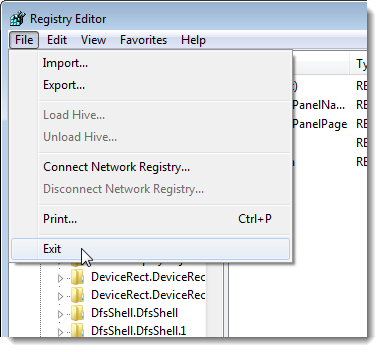 Registry Editor
File Edit View Favorites Help
Import...
Export...
Load Hive...
Unload Hive...
Connect Network Registry...
Disconnect Network Registry...
Print... Ctrl+P
Exit
Ty
RE
PanelNa... RE
PanelPage RE
RE
RE
DeviceRect.DeviceRec
DeviceRect.DeviceRec
DfsShell.DfsShell
DfsShell.DfsShell.1